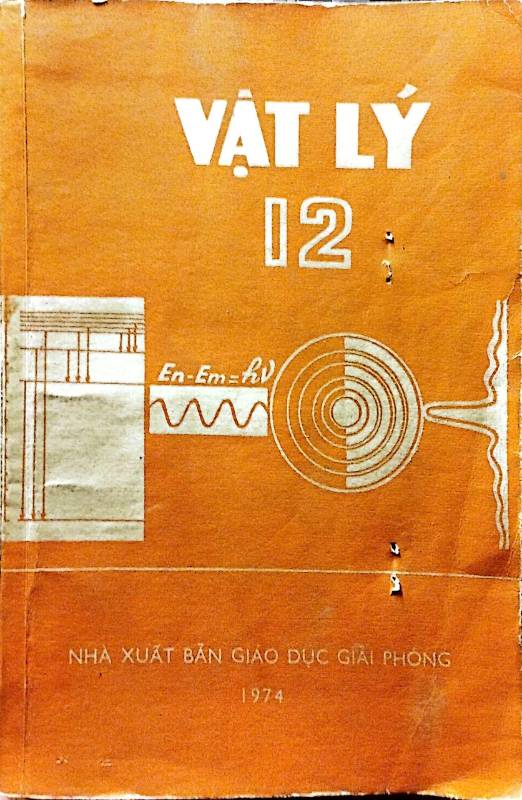 VẬT LÝ
12
En-Em=hν
NHÀ XUẤT BẢN GIÁO DỤC GIẢI PHÓNG
1974